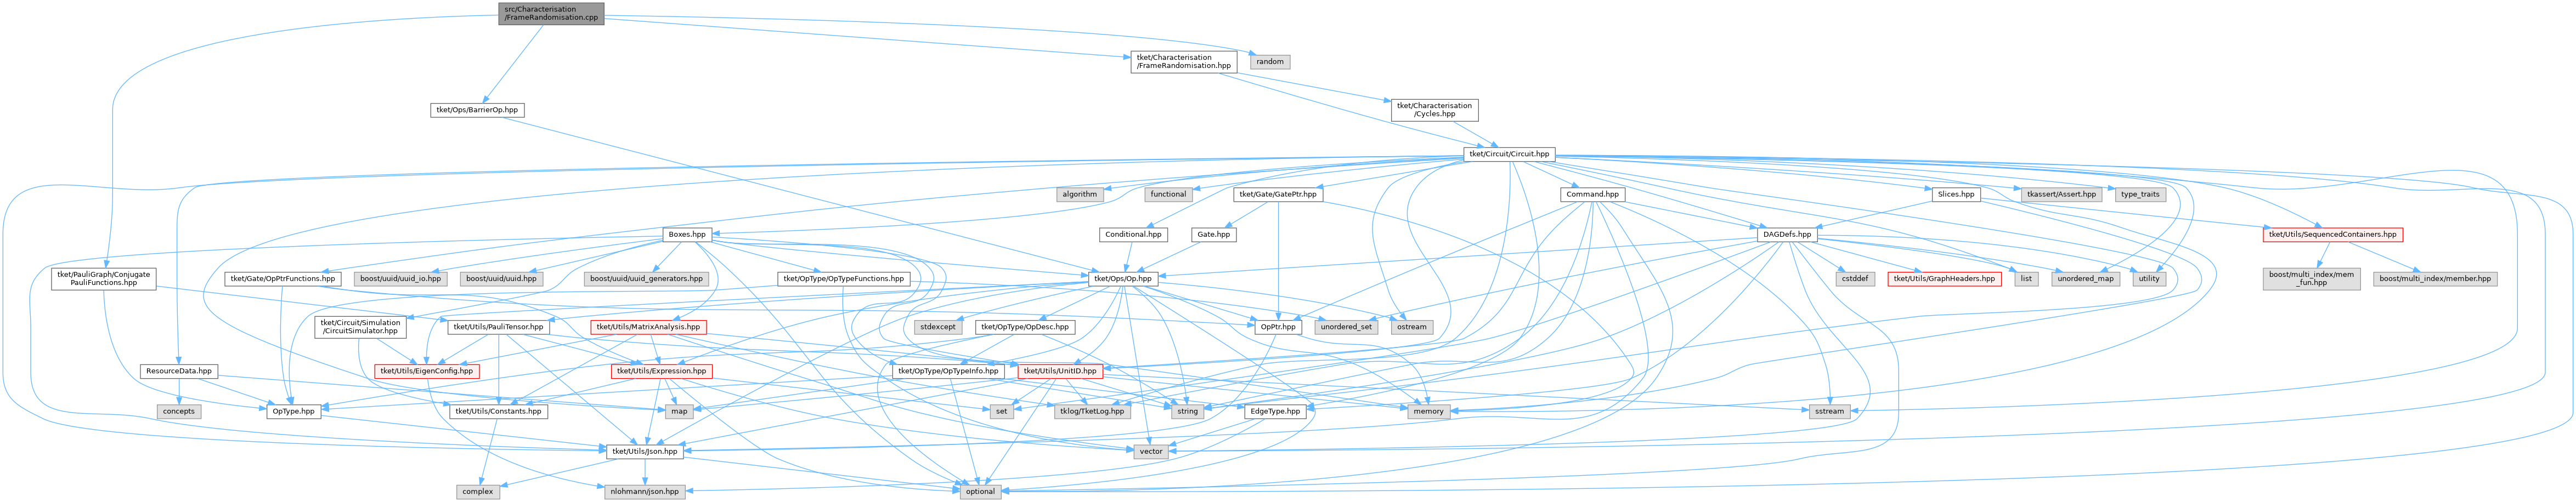 src/Characterisation
/FrameRandomisation.cpp
tket/Characterisation
/FrameRandomisation.hpp
random
tket/Ops/BarrierOp.hpp
tket/Characterisation
/Cycles.hpp
tket/Circuit/Circuit.hpp
algorithm
functional
tket/Gate/GatePtr.hpp
Command.hpp
Slices.hpp
tkassert/Assert.hpp
type_traits
Boxes.hpp
Conditional.hpp
Gate.hpp
DAGDefs.hpp
tket/Utils/SequencedContainers.hpp
tket/PauliGraph/Conjugate
PauliFunctions.hpp
tket/Gate/OpPtrFunctions.hpp
boost/uuid/uuid_io.hpp
boost/uuid/uuid.hpp
boost/uuid/uuid_generators.hpp
tket/OpType/OpTypeFunctions.hpp
tket/Ops/Op.hpp
cstddef
tket/Utils/GraphHeaders.hpp
list
unordered_map
utility
boost/multi_index/mem
_fun.hpp
boost/multi_index/member.hpp
tket/Circuit/Simulation
/CircuitSimulator.hpp
tket/Utils/PauliTensor.hpp
tket/Utils/MatrixAnalysis.hpp
stdexcept
tket/OpType/OpDesc.hpp
OpPtr.hpp
unordered_set
ostream
ResourceData.hpp
tket/Utils/EigenConfig.hpp
tket/Utils/Expression.hpp
tket/OpType/OpTypeInfo.hpp
tket/Utils/UnitID.hpp
concepts
OpType.hpp
tket/Utils/Constants.hpp
map
set
tklog/TketLog.hpp
string
EdgeType.hpp
memory
sstream
tket/Utils/Json.hpp
vector
complex
nlohmann/json.hpp
optional